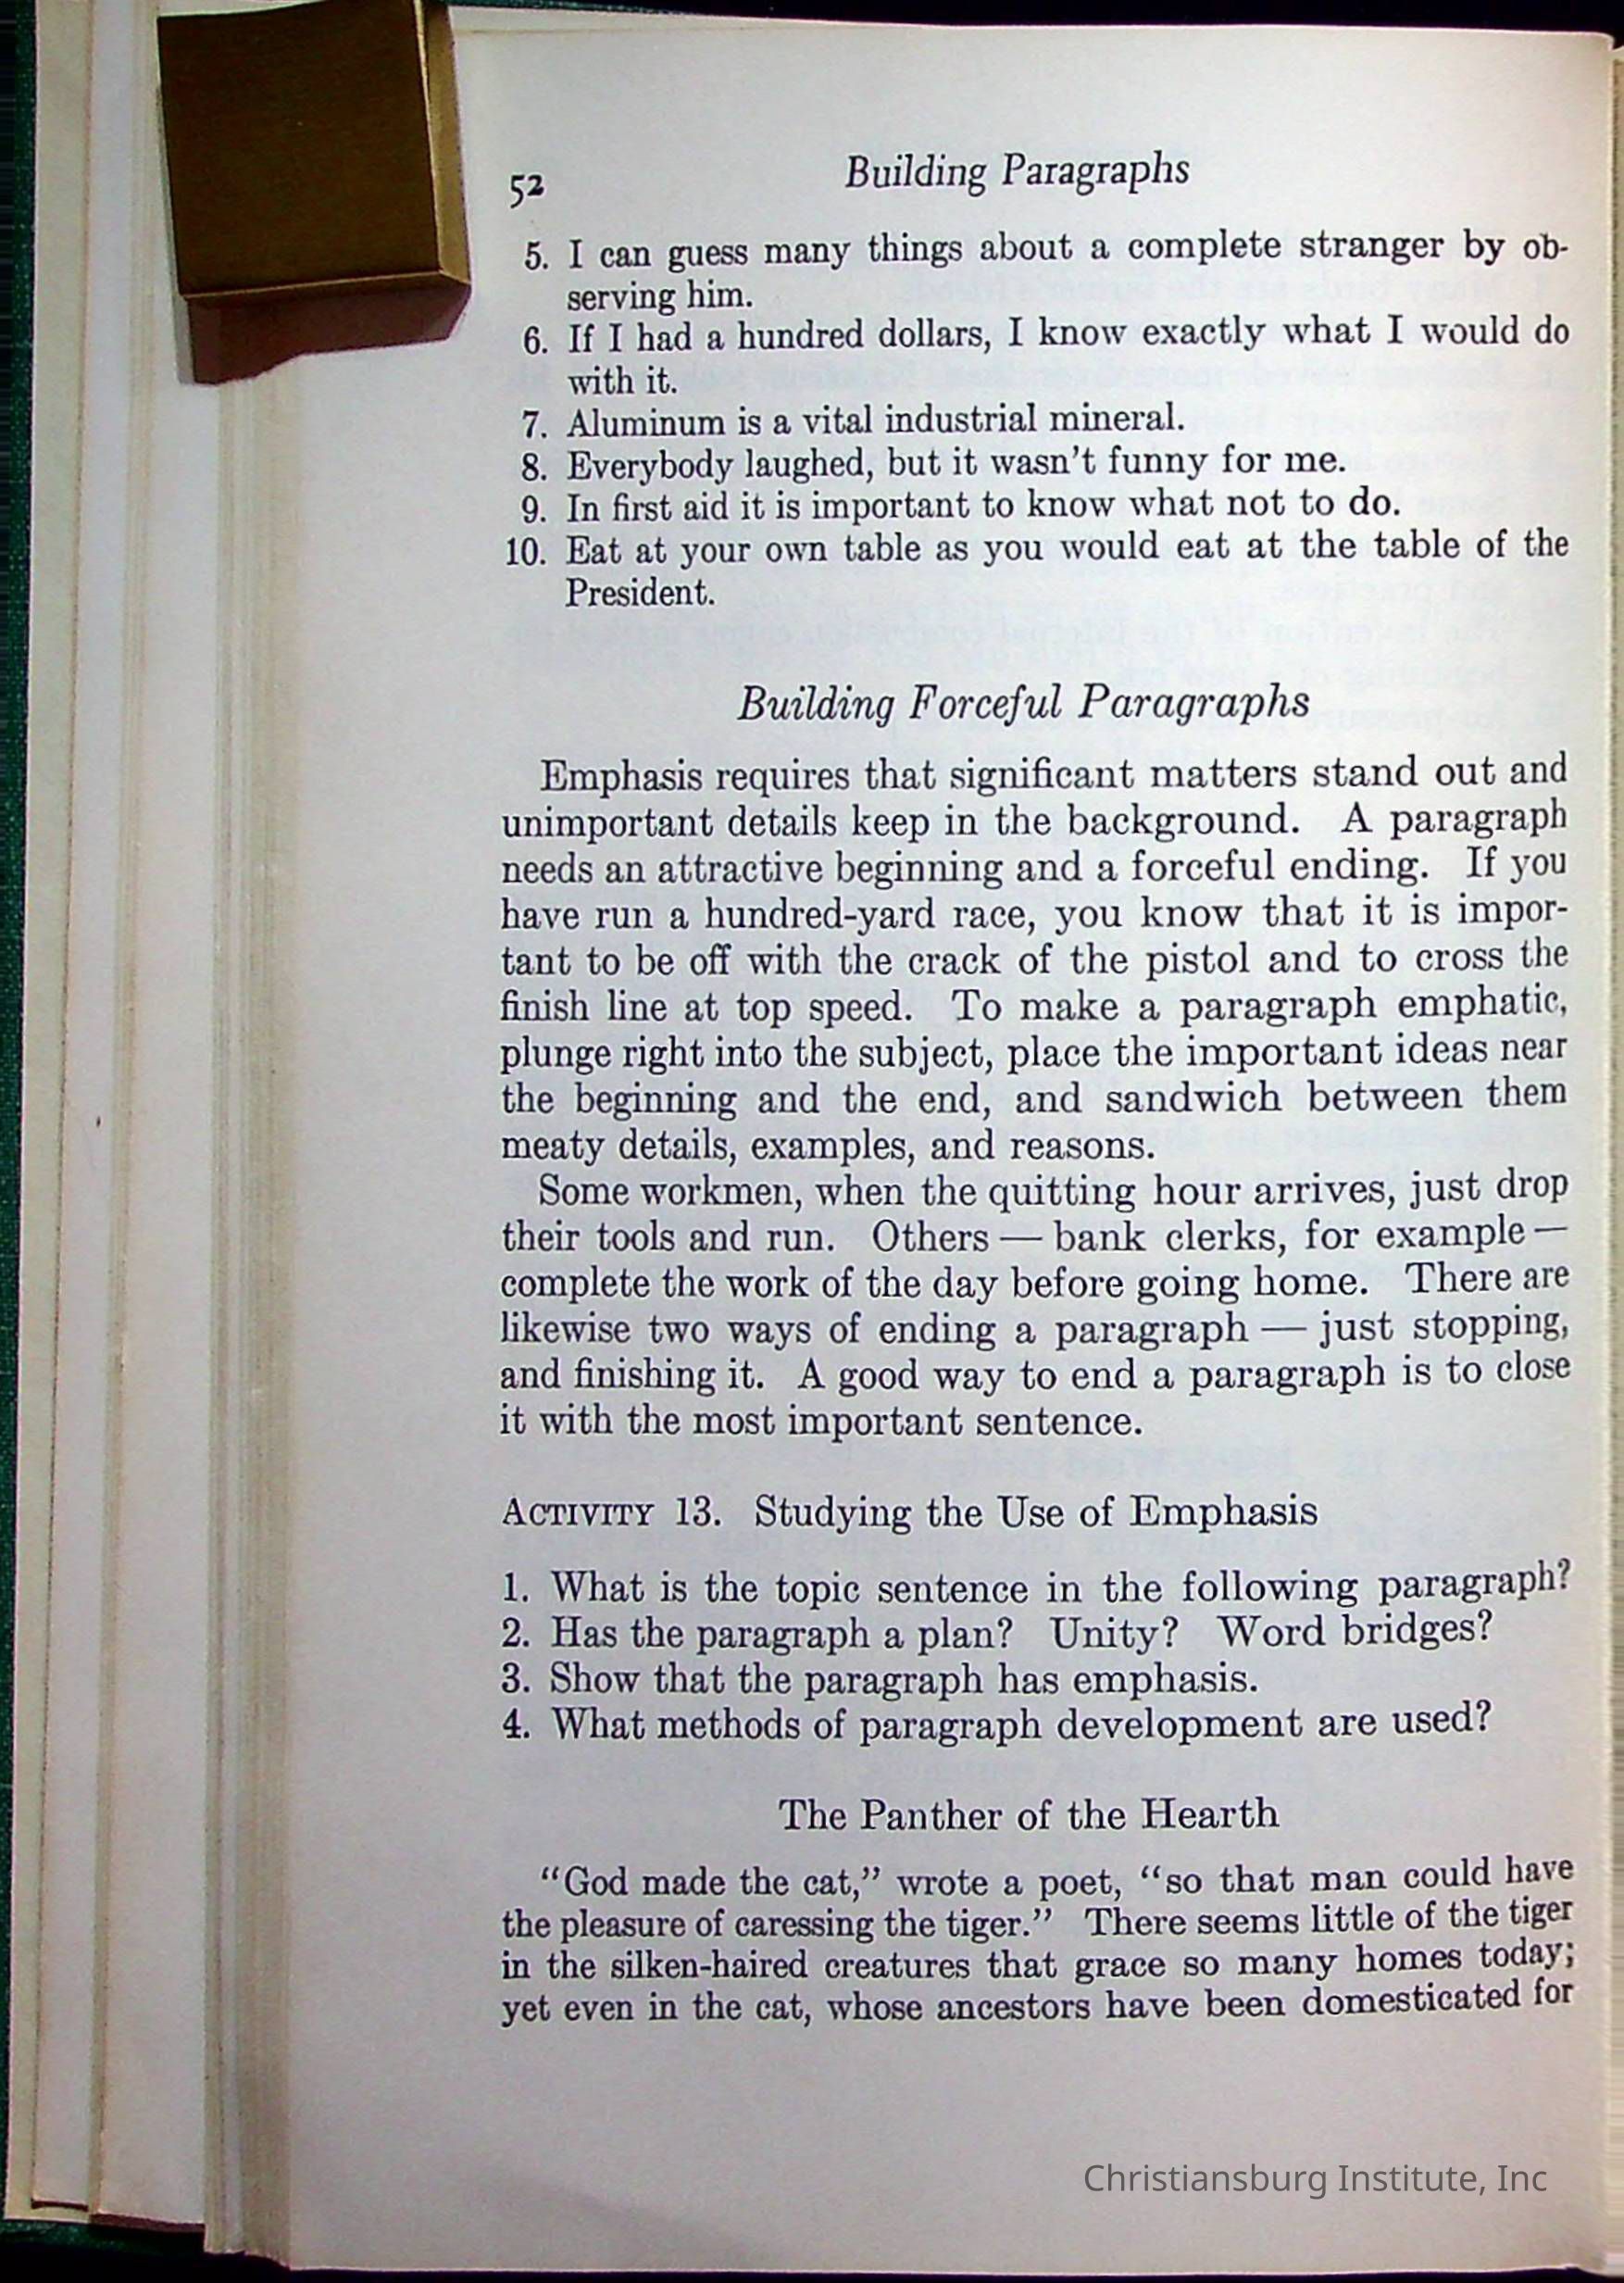 52
Building Paragraphs
5. I can guess many things about a complete stranger by ob-
serving him.
6. If I had a hundred dollars, I know exactly what I would do
with it.
7. Aluminum is a vital industrial mineral.
8. Everybody laughed, but it wasn't funny for me.
9. In first aid it is important to know what not to do.
10. Eat at your own table as you would eat at the table of the
President.
Building Forceful Paragraphs
Emphasis requires that significant matters stand out and
unimportant details keep in the background. A paragraph
needs an attractive beginning and a forceful ending. If you
have run a hundred-yard race, you know that it is impor-
tant to be off with the crack of the pistol and to cross the
finish line at top speed. To make a paragraph emphatic,
plunge right into the subject, place the important ideas near
the beginning and the end, and sandwich between them
meaty details, examples, and reasons.
Some workmen, when the quitting hour arrives, just drop
their tools and run. Others — bank clerks, for example —
complete the work of the day before going home. There are
likewise two ways of ending a paragraph — just stopping,
and finishing it. A good way to end a paragraph is to close
it with the most important sentence.
ACTIVITY 13. Studying the Use of Emphasis
1. What is the topic sentence in the following paragraph?
2. Has the paragraph a plan? Unity? Word bridges?
3. Show that the paragraph has emphasis.
4. What methods of paragraph development are used?
The Panther of the Hearth
"God made the cat," wrote a poet, "so that man could have
the pleasure of caressing the tiger." There seems little of the tiger
in the silken-haired creatures that grace so many homes today;
yet even in the cat, whose ancestors have been domesticated for
Christiansburg Institute, Inc